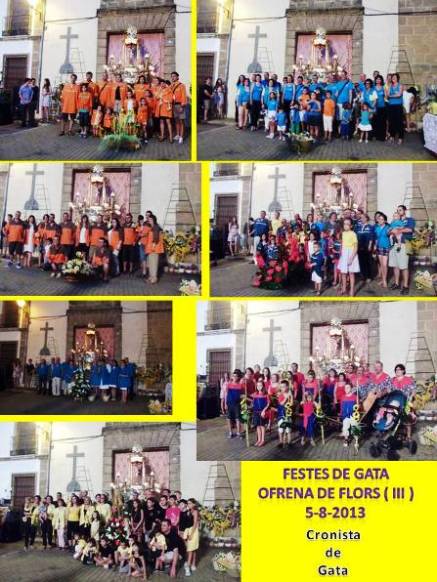 FESTES DE GATA
OFRENA DE FLORS ( III )
5-8-2013
Cronista
de
Gata